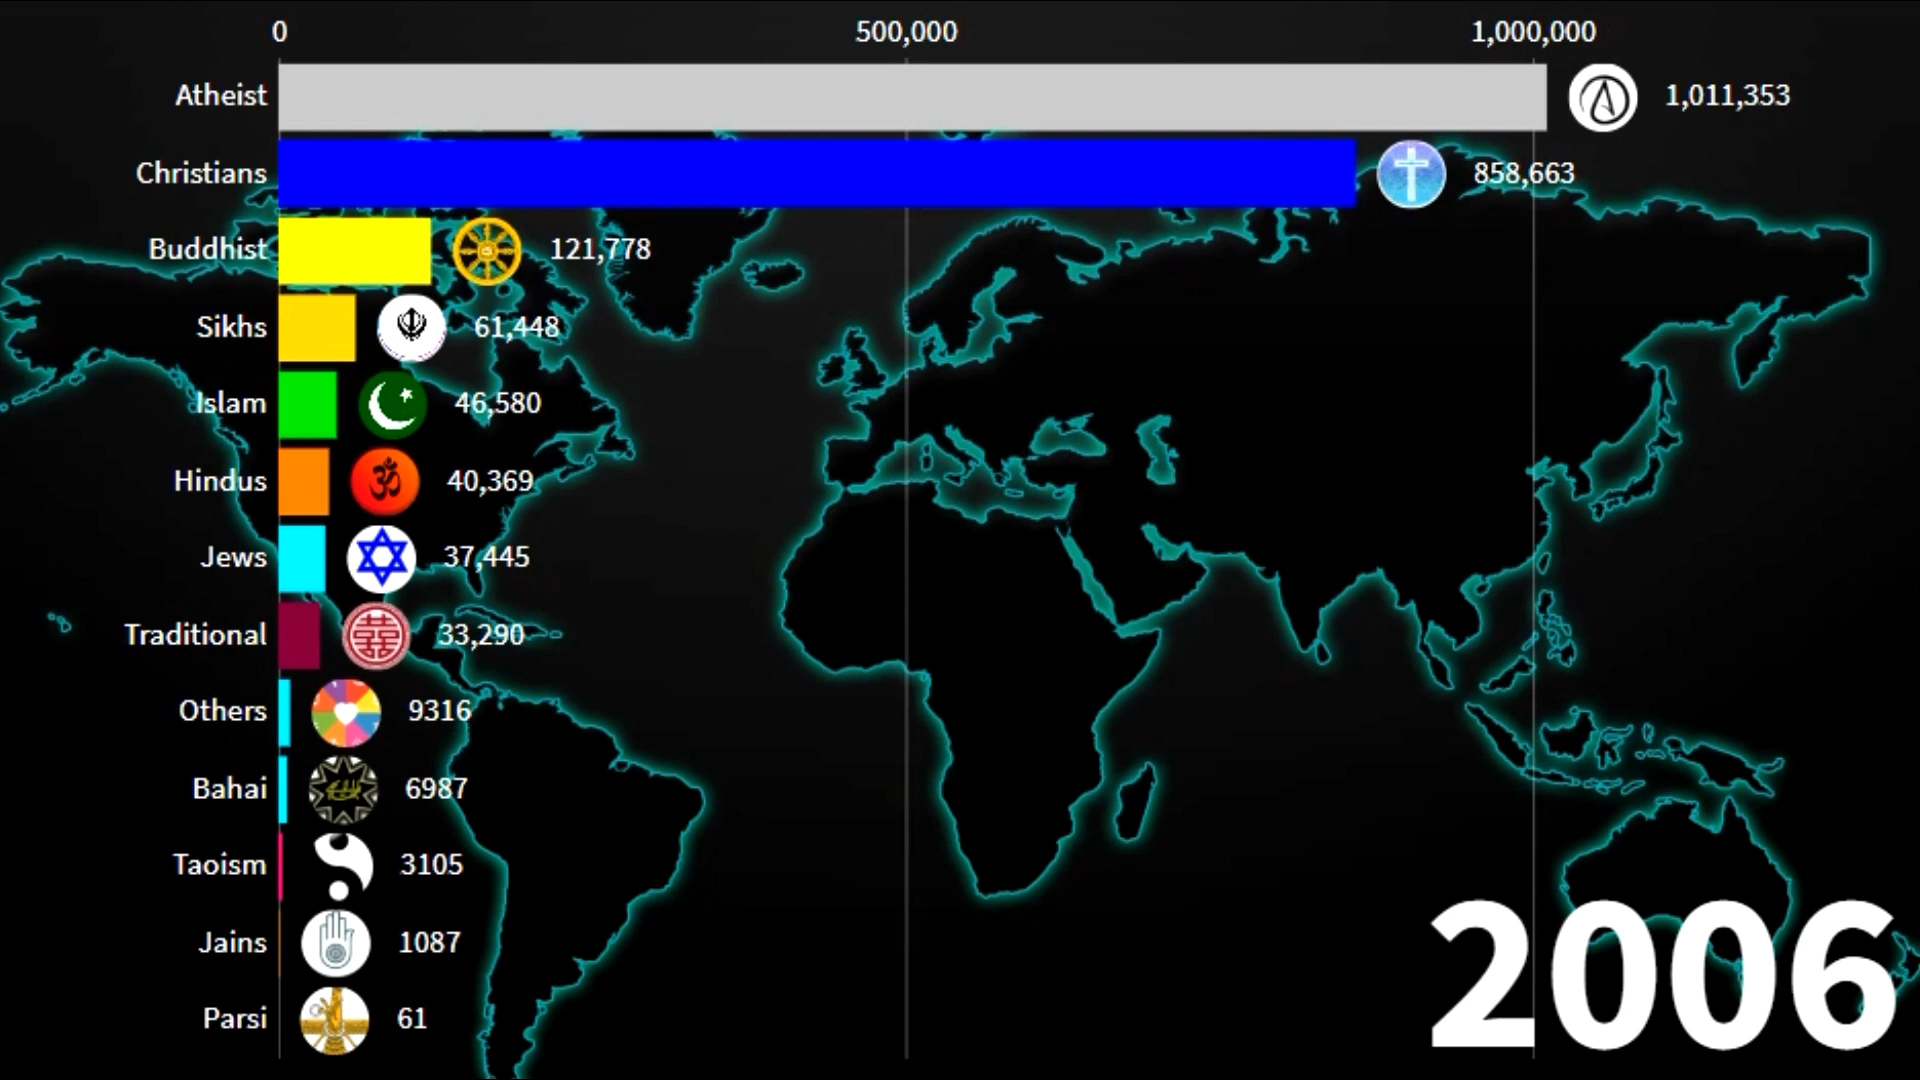 0 500,000 1,000,000
Atheist 1,011,353
Christians 858,663
Buddhist 121,778
Sikhs 61,448
Islam 46,580
Hindus ॐ 40,369
Jews 37,445
Traditional 囍 33,290
Others 9316
Bahai 6987
Taoism 3105
Jains 1087
Parsi 61
2006